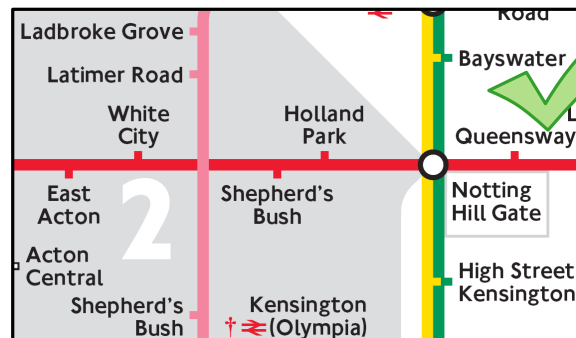 Road
Ladbroke Grove
Bayswater
Latimer Road
White
City
Holland
Park
L
Queensway
East
Acton
2
Shepherd's
Bush
Notting
Hill Gate
Acton
Central
High Street
Kensington
Shepherd's
Bush
Kensington
†(Olympia)